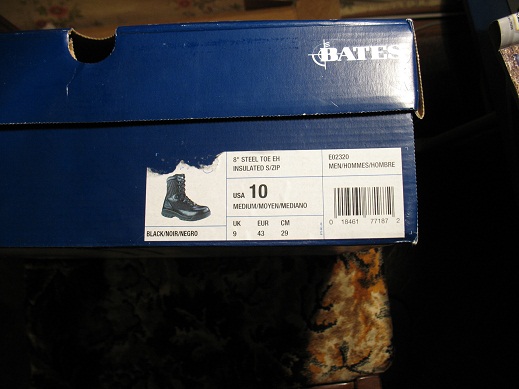 BATES
8" STEEL TOE EH
INSULATED S/ZIP
E02320
MEN/HOMMES/HOMBRE
USA 10
MEDIUM/MOYEN/MEDIANO
UK EUR CM
9 43 29
BLACK/NOIR/NEGRO
0 18461 77187 2